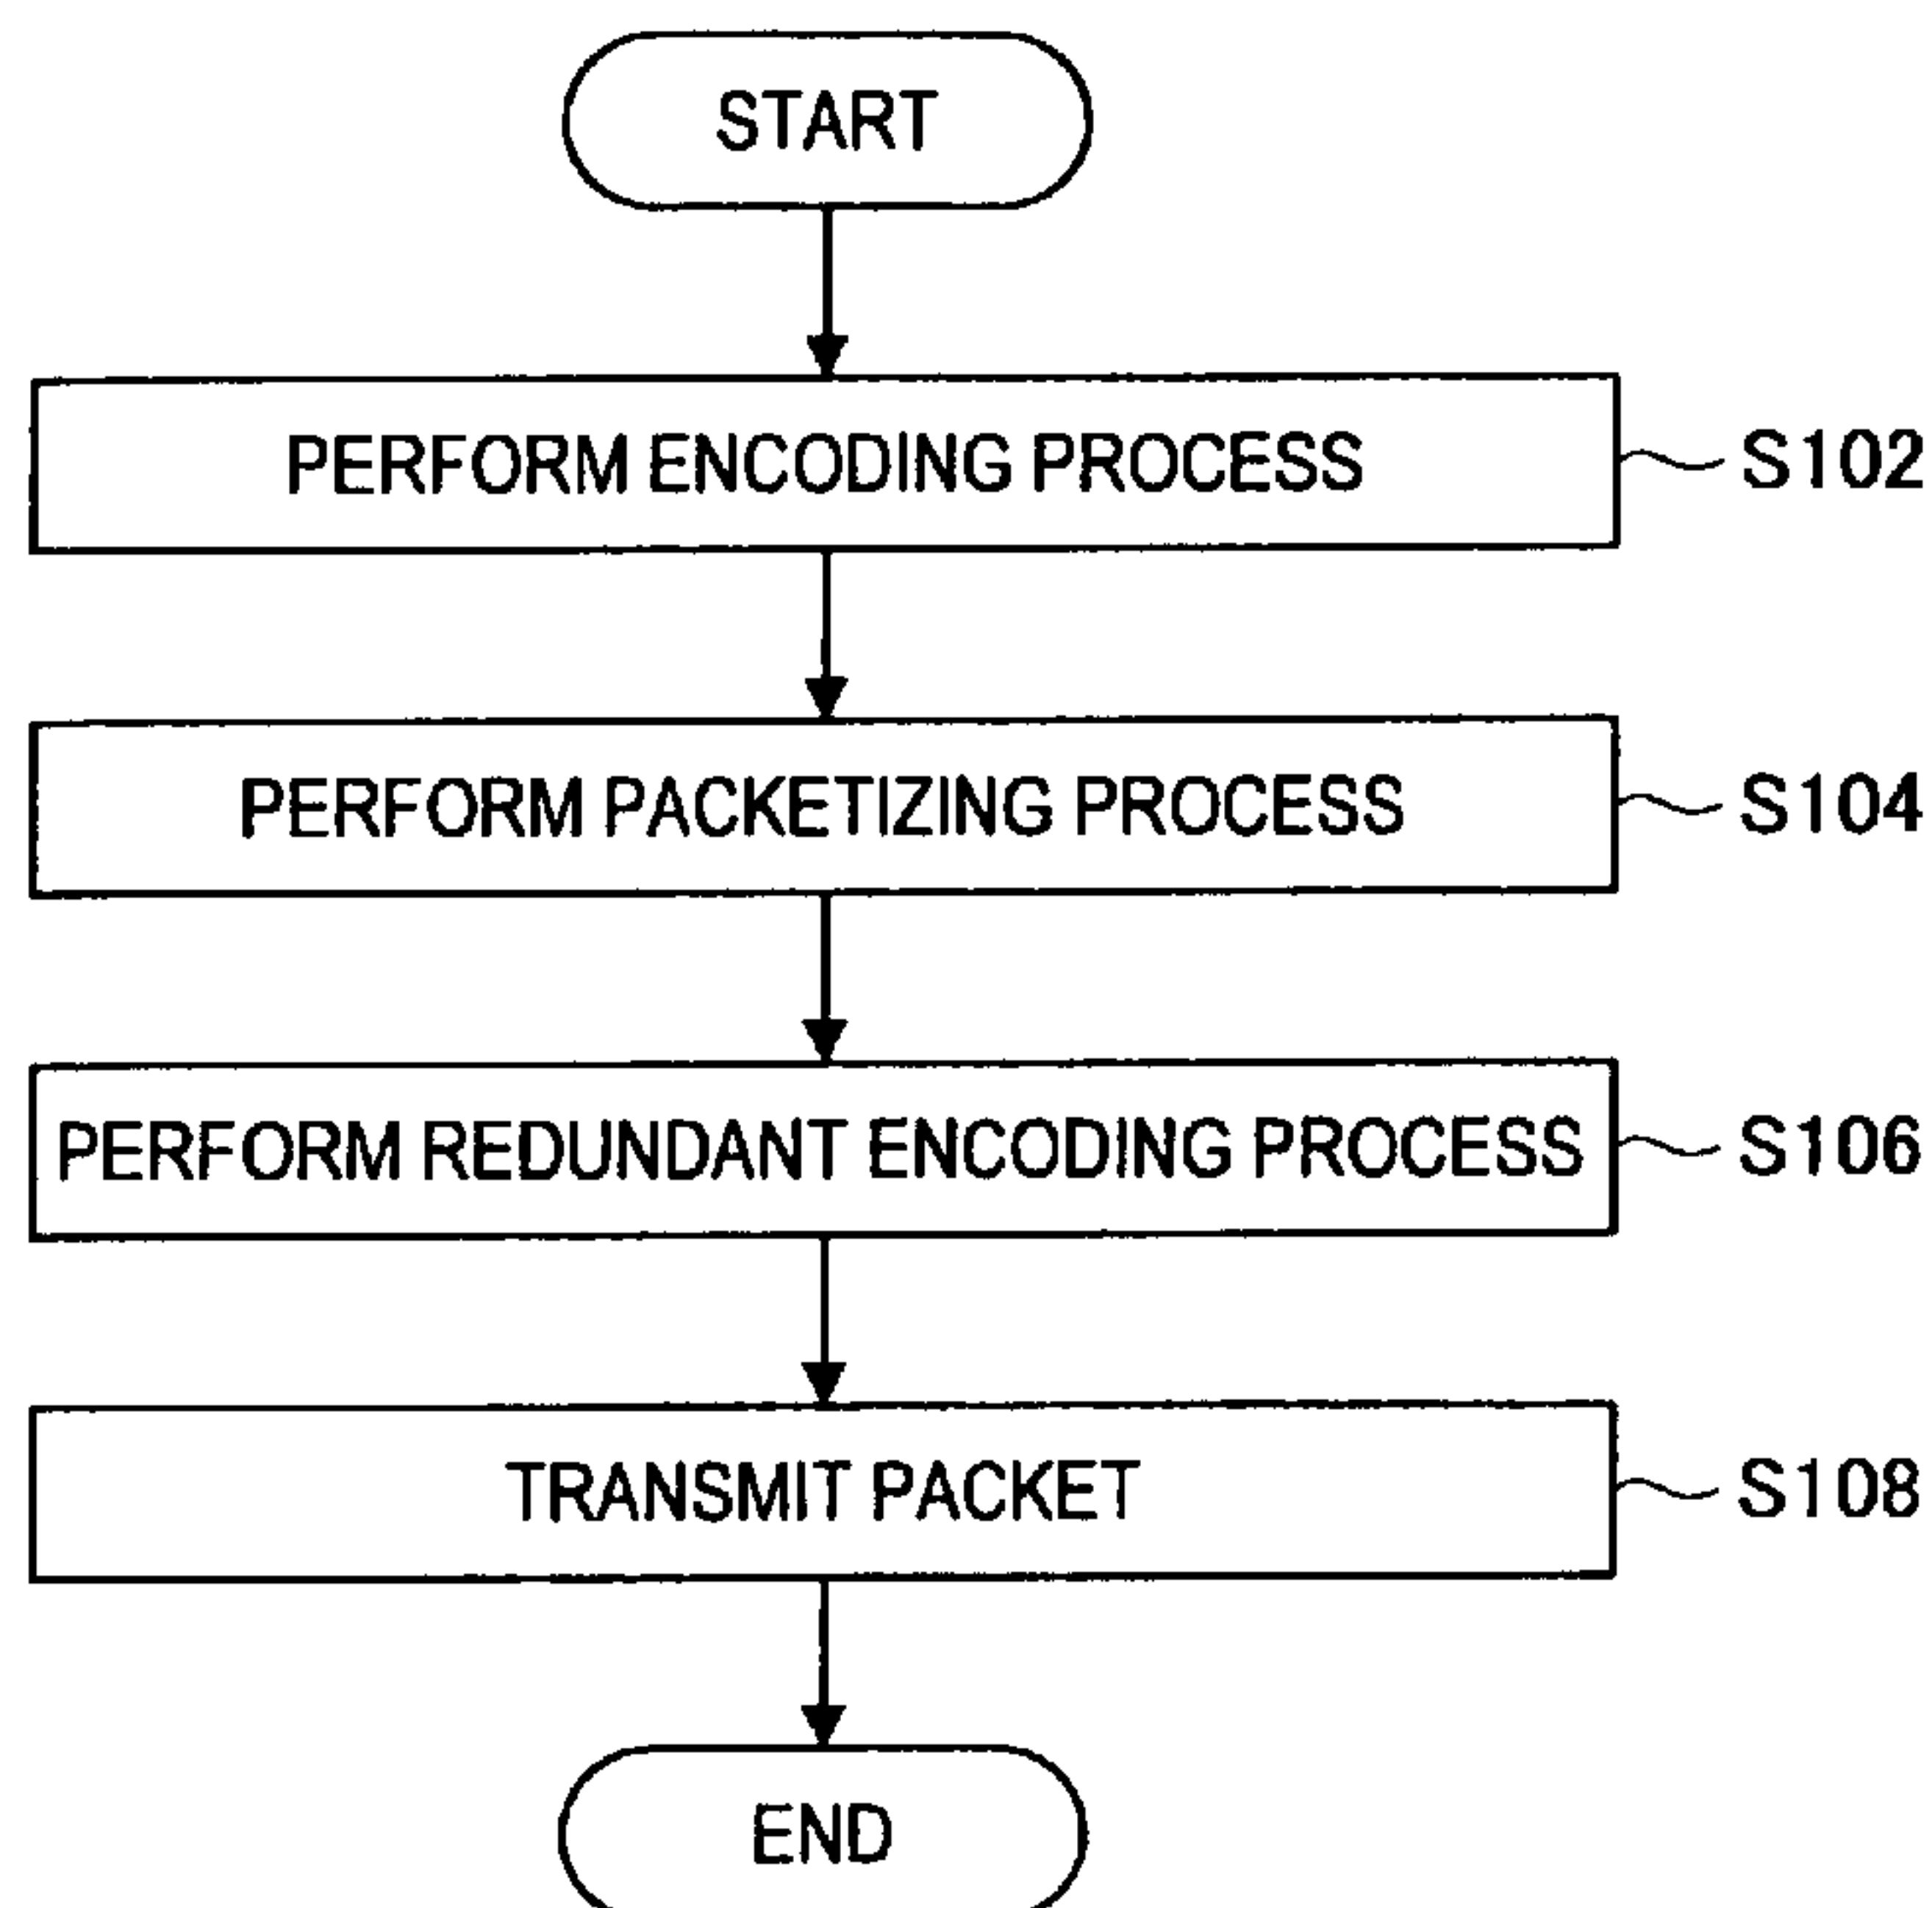 START
PERFORM ENCODING PROCESS S102
PERFORM PACKETIZING PROCESS S104
PERFORM REDUNDANT ENCODING PROCESS S106
TRANSMIT PACKET S108
END